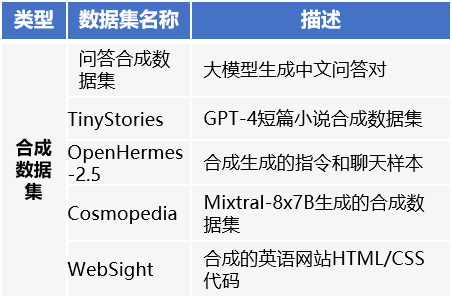 类型 数据集名称 描述
合成
数据
集
问答合成数
据集
大模型生成中文问答对
TinyStories
GPT-4短篇小说合成数据集
OpenHermes
-2.5
合成生成的指令和聊天样本
Cosmopedia
Mixtral-8x7B生成的合成数
据集
WebSight
合成的英语网站HTML/CSS
代码